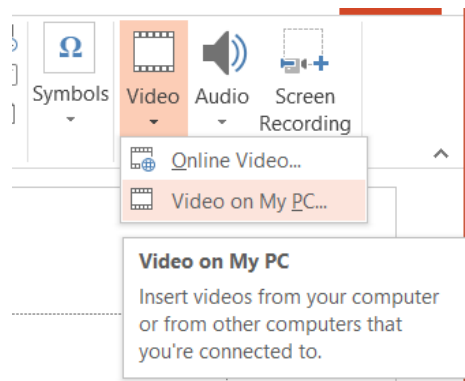 Ω
Symbols Video Audio Screen
Recording
Online Video...
Video on My PC...
Video on My PC
Insert videos from your computer
or from other computers that
you're connected to.